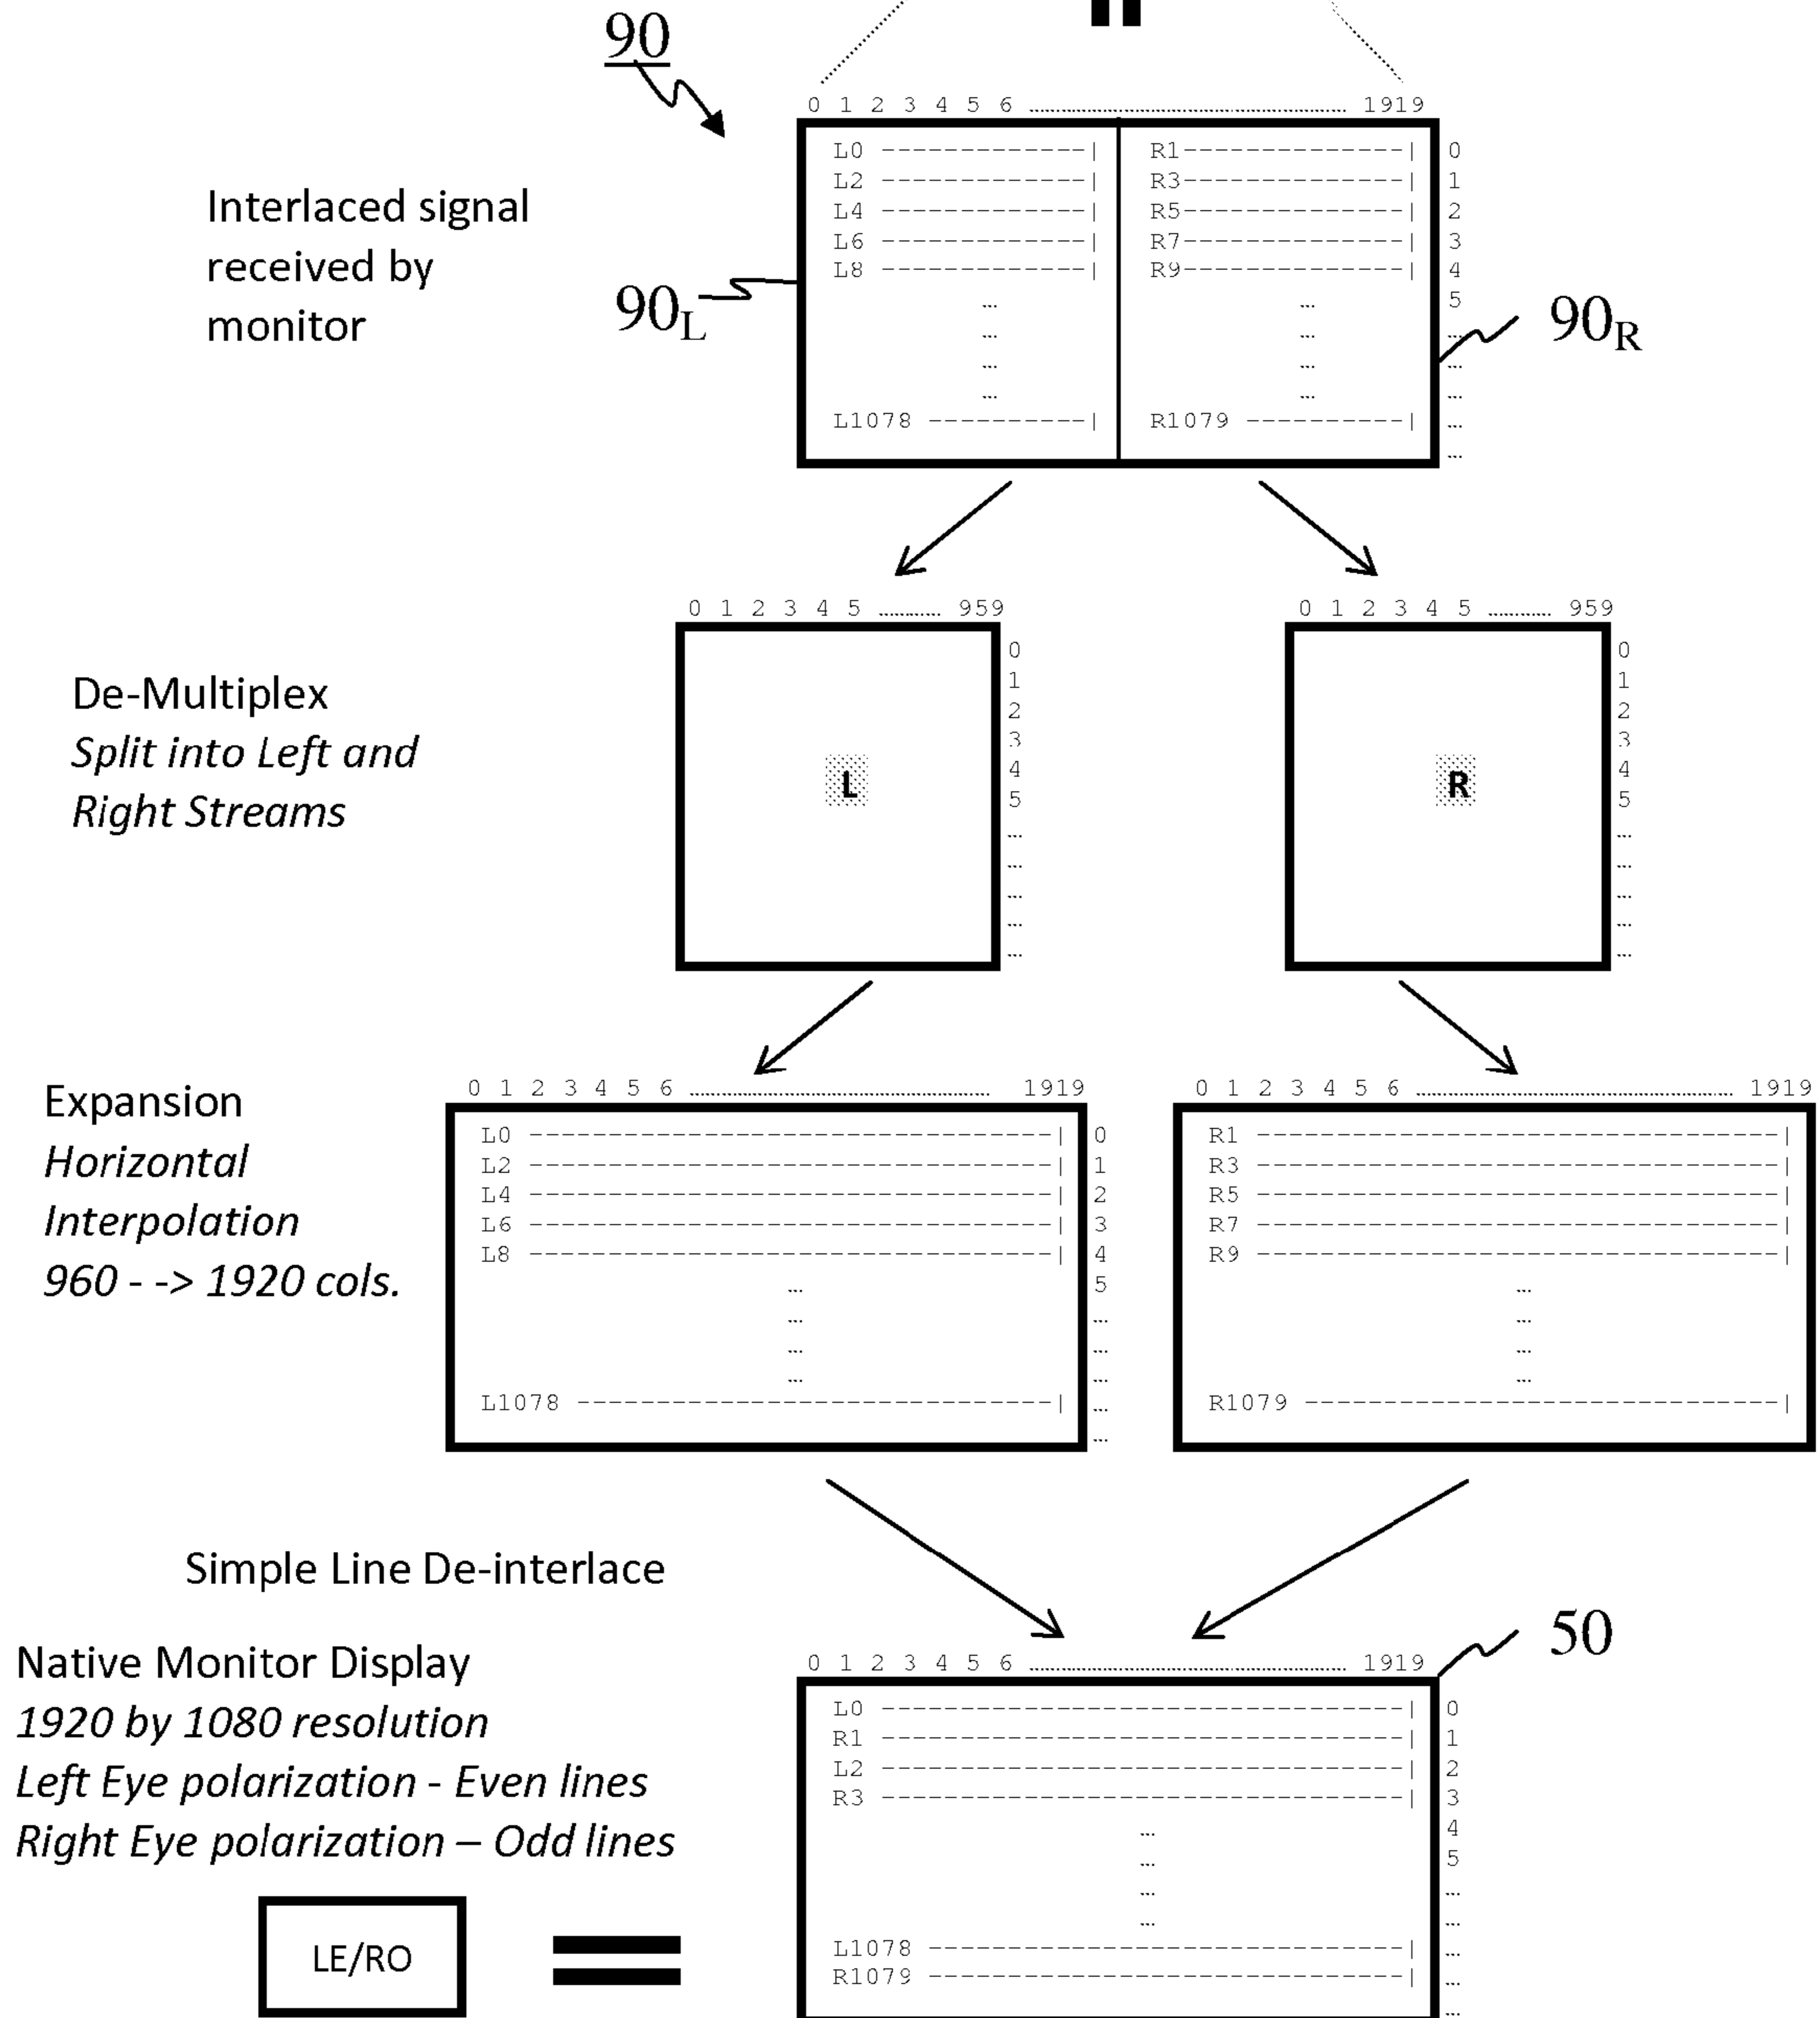 90
0 1 2 3 4 5 6 ........................................................ 1919
Interlaced signal
received by
monitor
90L
90R
L0 -------------| R1--------------| 0
L2 -------------| R3--------------| 1
L4 -------------| R5--------------| 2
L6 -------------| R7--------------| 3
L8 -------------| R9--------------| 4
5
... ... ...
... ... ...
... ... ...
... ... ...
L1078 ----------| R1079 ----------| ...
...
De-Multiplex
Split into Left and
Right Streams
0 1 2 3 4 5 ........... 959
0
1
2
3
4
5
...
...
...
...
...
L
0 1 2 3 4 5 ........... 959
0
1
2
3
4
5
...
...
...
...
...
R
Expansion
Horizontal
Interpolation
960 - -> 1920 cols.
0 1 2 3 4 5 6 ..................................................... 1919
L0 ---------------------------------| 0
L2 ---------------------------------| 1
L4 ---------------------------------| 2
L6 ---------------------------------| 3
L8 ---------------------------------| 4
5
... ...
... ...
... ...
...
L1078 ------------------------------| ...
...
0 1 2 3 4 5 6 ........................................................ 1919
R1 ---------------------------------|
R3 ---------------------------------|
R5 ---------------------------------|
R7 ---------------------------------|
R9 ---------------------------------|
...
...
...
...
R1079 ------------------------------|
Simple Line De-interlace
Native Monitor Display
1920 by 1080 resolution
Left Eye polarization - Even lines
Right Eye polarization – Odd lines
50
0 1 2 3 4 5 6 ........................................................ 1919
L0 ---------------------------------| 0
R1 ---------------------------------| 1
L2 ---------------------------------| 2
R3 ---------------------------------| 3
... 4
... 5
... ...
... ...
L1078 ------------------------------| ...
R1079 ------------------------------| ...
...
LE/RO